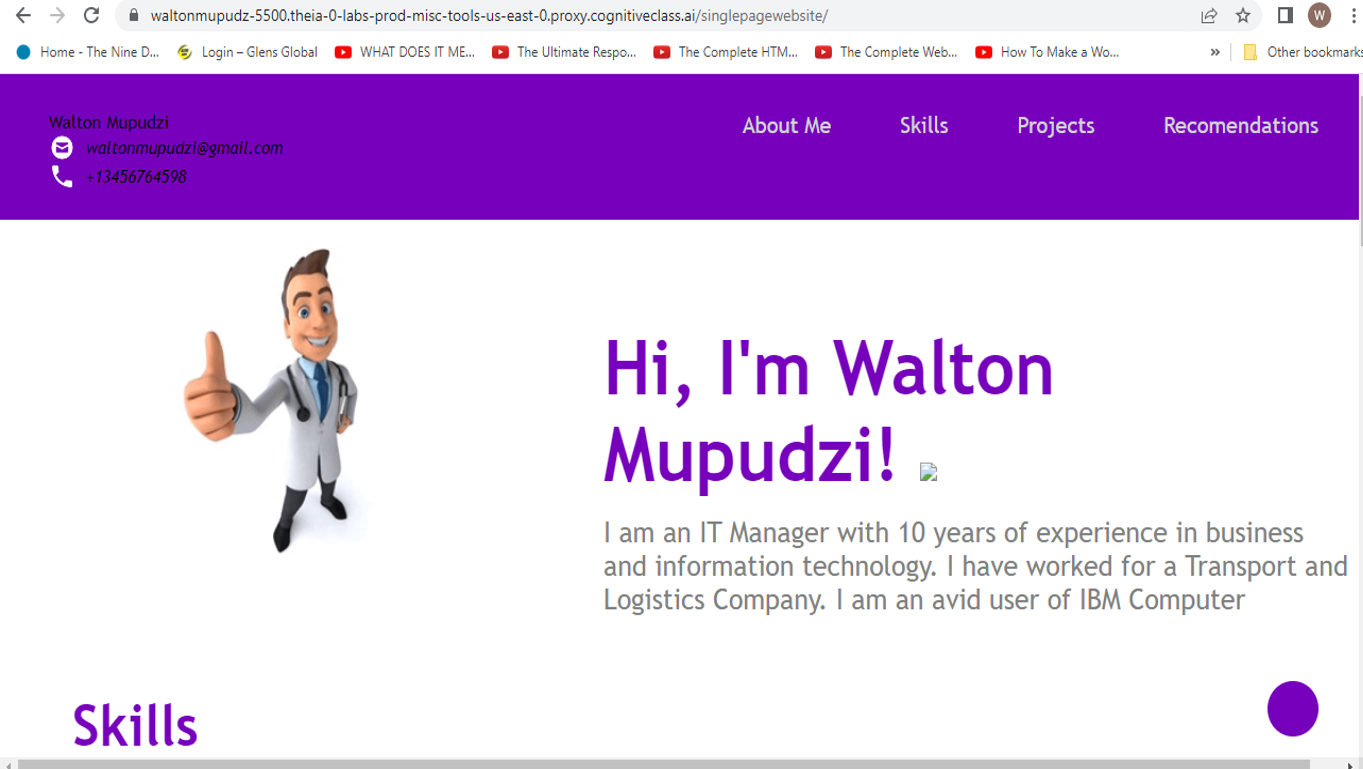 waltonmupudz-5500.theia-0-labs-prod-misc-tools-us-east-0.proxy.cognitiveclass.ai/singlepagewebsite/
W
Home - The Nine D... Login – Glens Global WHAT DOES IT ME... The Ultimate Respo... The Complete HTM... The Complete Web... How To Make a Wo... » Other bookmarks
Walton Mupudzi
waltonmupudzi@gmail.com
+13456764598
About Me Skills Projects Recomendations
Hi, I'm Walton
Mupudzi!
I am an IT Manager with 10 years of experience in business
and information technology. I have worked for a Transport and
Logistics Company. I am an avid user of IBM Computer
Skills